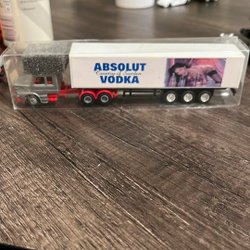 ABSOLUT
Country of Sweden
VODKA